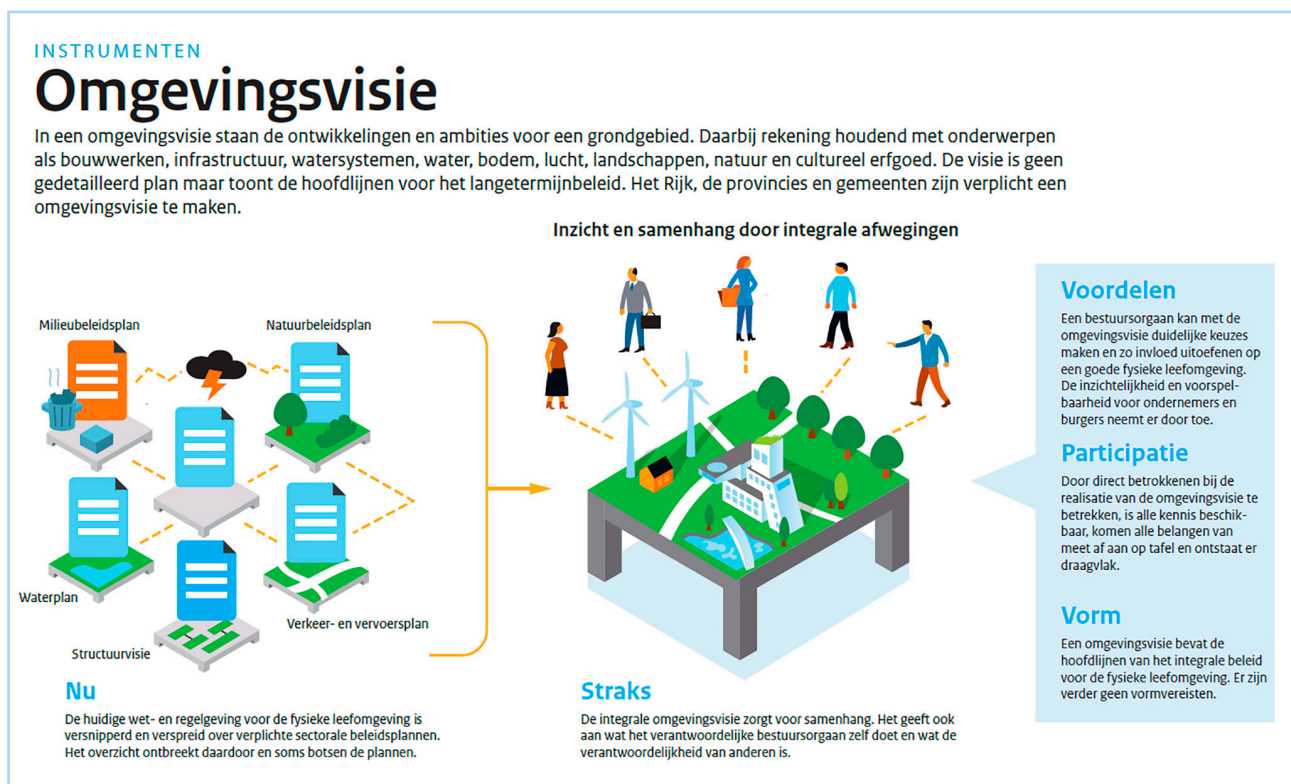 INSTRUMENTEN
Omgevingsvisie
In een omgevingsvisie staan de ontwikkelingen en ambities voor een grondgebied. Daarbij rekening houdend met onderwerpen
als bouwwerken, infrastructuur, watersystemen, water, bodem, lucht, landschappen, natuur en cultureel erfgoed. De visie is geen
gedetailleerd plan maar toont de hoofdlijnen voor het langetermijnbeleid. Het Rijk, de provincies en gemeenten zijn verplicht een
omgevingsvisie te maken.
Milieubeleidsplan
Natuurbeleidsplan
Waterplan
Verkeer- en vervoersplan
Structuurvisie
Nu
De huidige wet- en regelgeving voor de fysieke leefomgeving is
versnipperd en verspreid over verplichte sectorale beleidsplannen.
Het overzicht ontbreekt daardoor en soms botsen de plannen.
Inzicht en samenhang door integrale afwegingen
Straks
De integrale omgevingsvisie zorgt voor samenhang. Het geeft ook
aan wat het verantwoordelijke bestuursorgaan zelf doet en wat de
verantwoordelijkheid van anderen is.
Voordelen
Een bestuursorgaan kan met de
omgevingsvisie duidelijke keuzes
maken en zo invloed uitoefenen op
een goede fysieke leefomgeving.
De inzichtelijkheid en voorspel-
baarheid voor ondernemers en
burgers neemt er door toe.
Participatie
Door direct betrokkenen bij de
realisatie van de omgevingsvisie te
betrekken, is alle kennis beschik-
baar, komen alle belangen van
meet af aan op tafel en ontstaat er
draagvlak.
Vorm
Een omgevingsvisie bevat de
hoofdlijnen van het integrale beleid
voor de fysieke leefomgeving. Er zijn
verder geen vormvereisten.